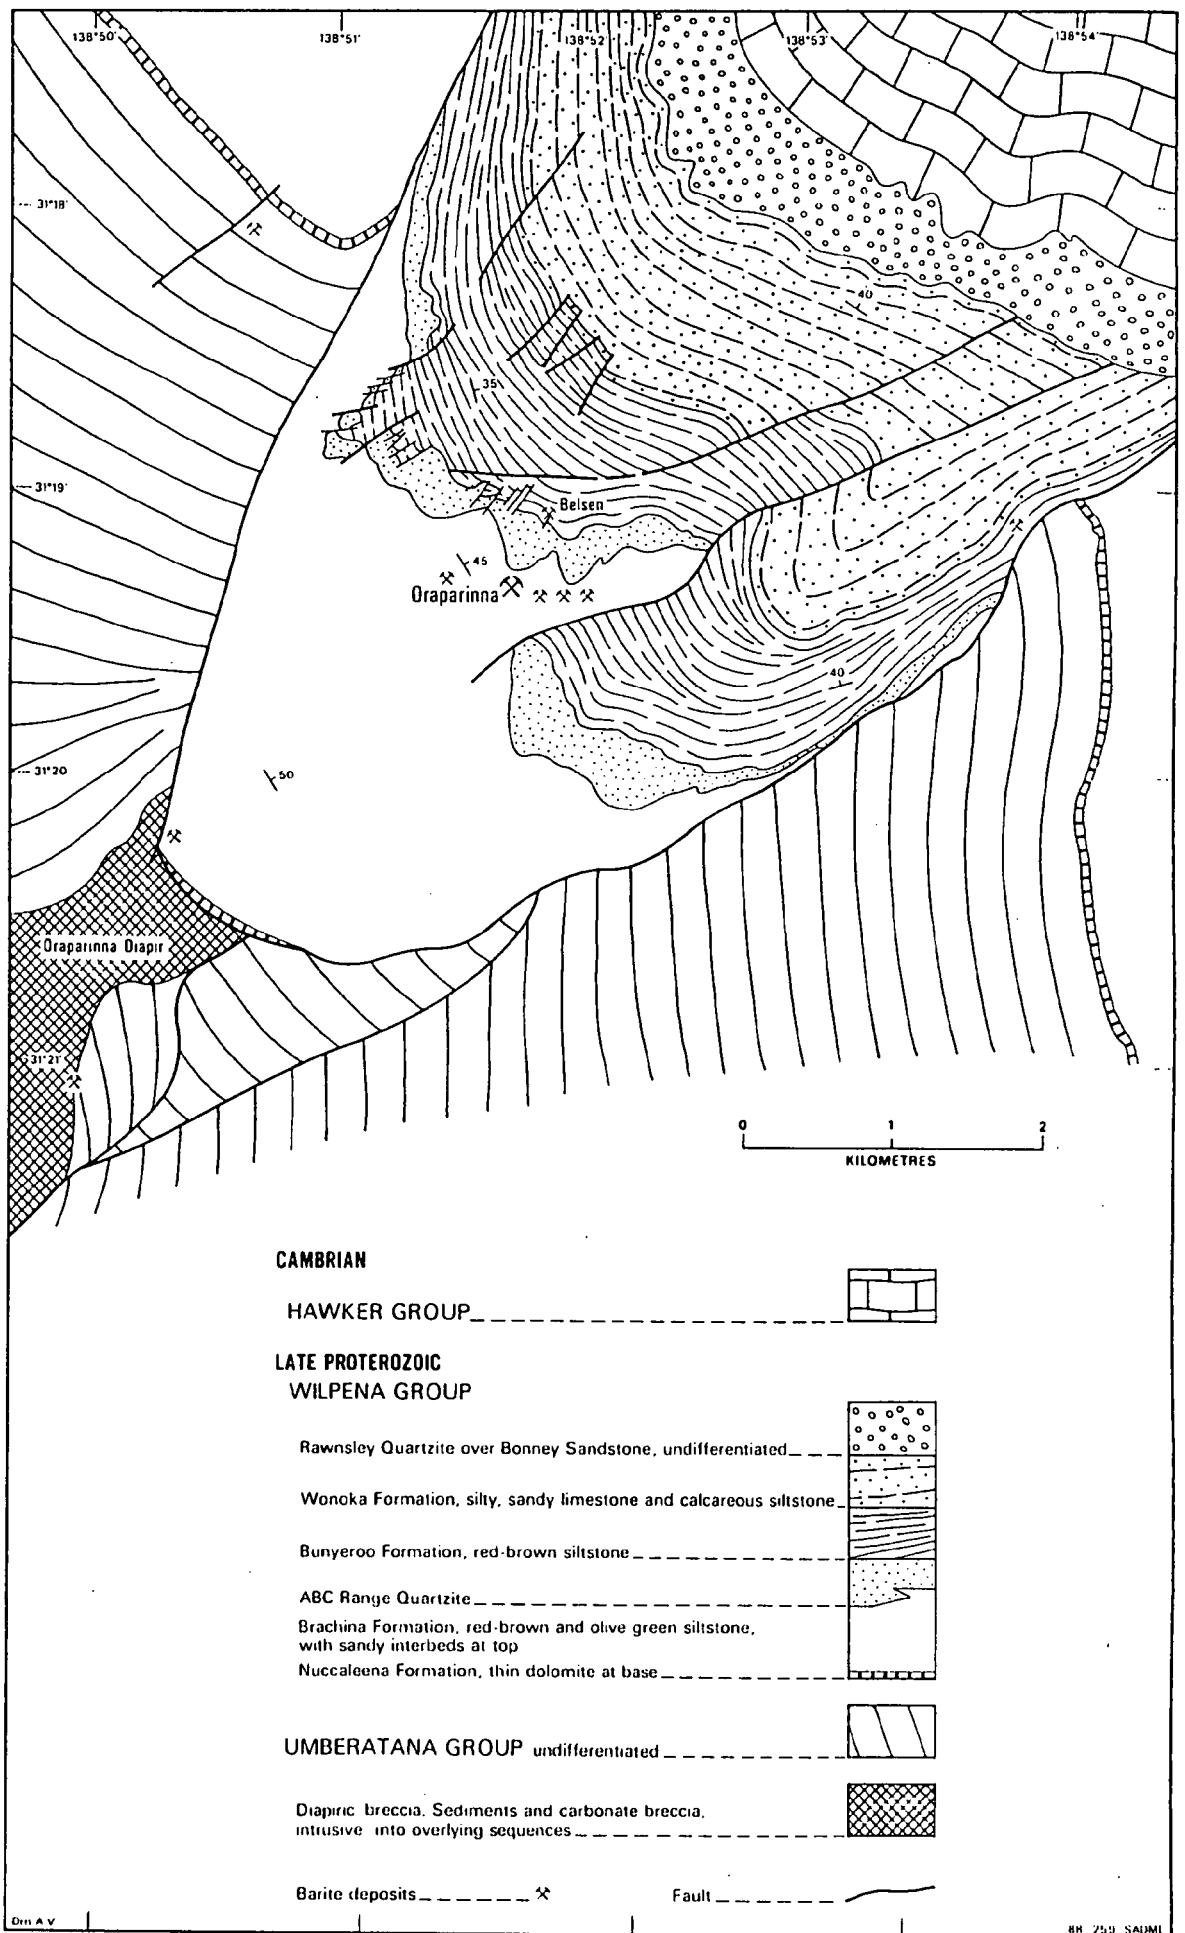 138°50' 138°51' 138°52' 138°53' 138°54'
31°18'
40
35
31°19'
Belsen
45
Oraparinna
40
31°20
50
Oraparinna Diapir
31°21'
0 1 2
KILOMETRES
CAMBRIAN
HAWKER GROUP
LATE PROTEROZOIC
WILPENA GROUP
Rawnsley Quartzite over Bonney Sandstone, undifferentiated
Wonoka Formation, silty, sandy limestone and calcareous siltstone
Bunyeroo Formation, red-brown siltstone
ABC Range Quartzite
Brachina Formation, red-brown and olive green siltstone,
with sandy interbeds at top
Nuccaleena Formation, thin dolomite at base
UMBERATANA GROUP undifferentiated
Diapiric breccia. Sediments and carbonate breccia,
intrusive into overlying sequences
Barite deposits Fault
Drn A V 88 259 SADME